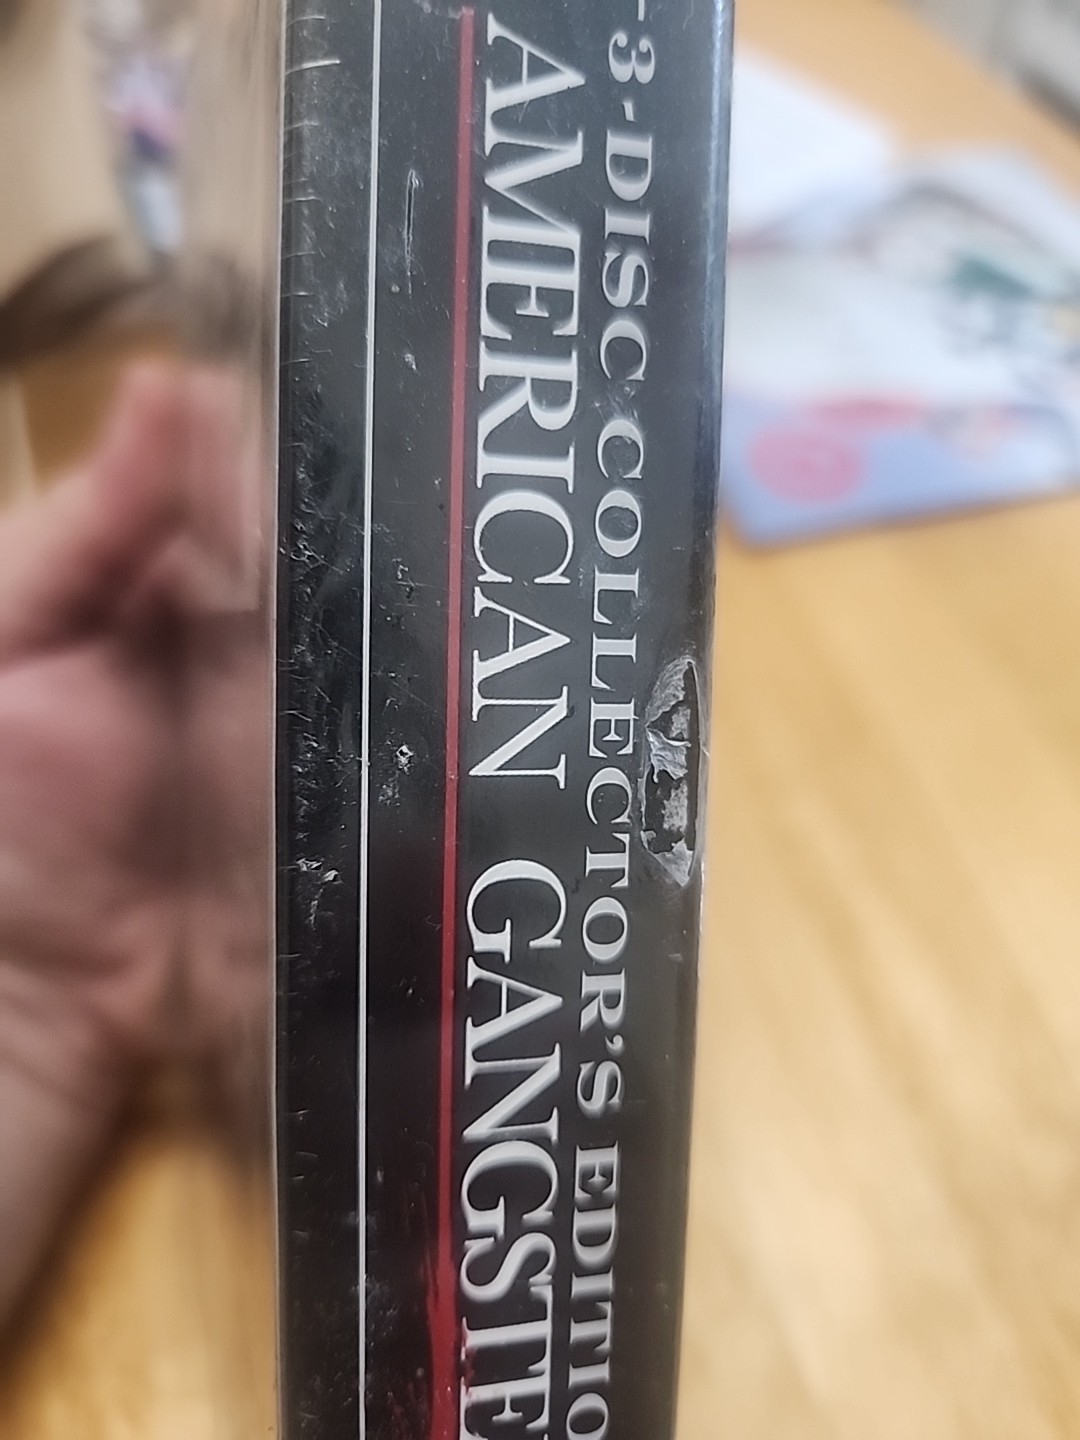 -3-DISC COLLECTOR'S EDITIO
AMERICAN GANGSTE